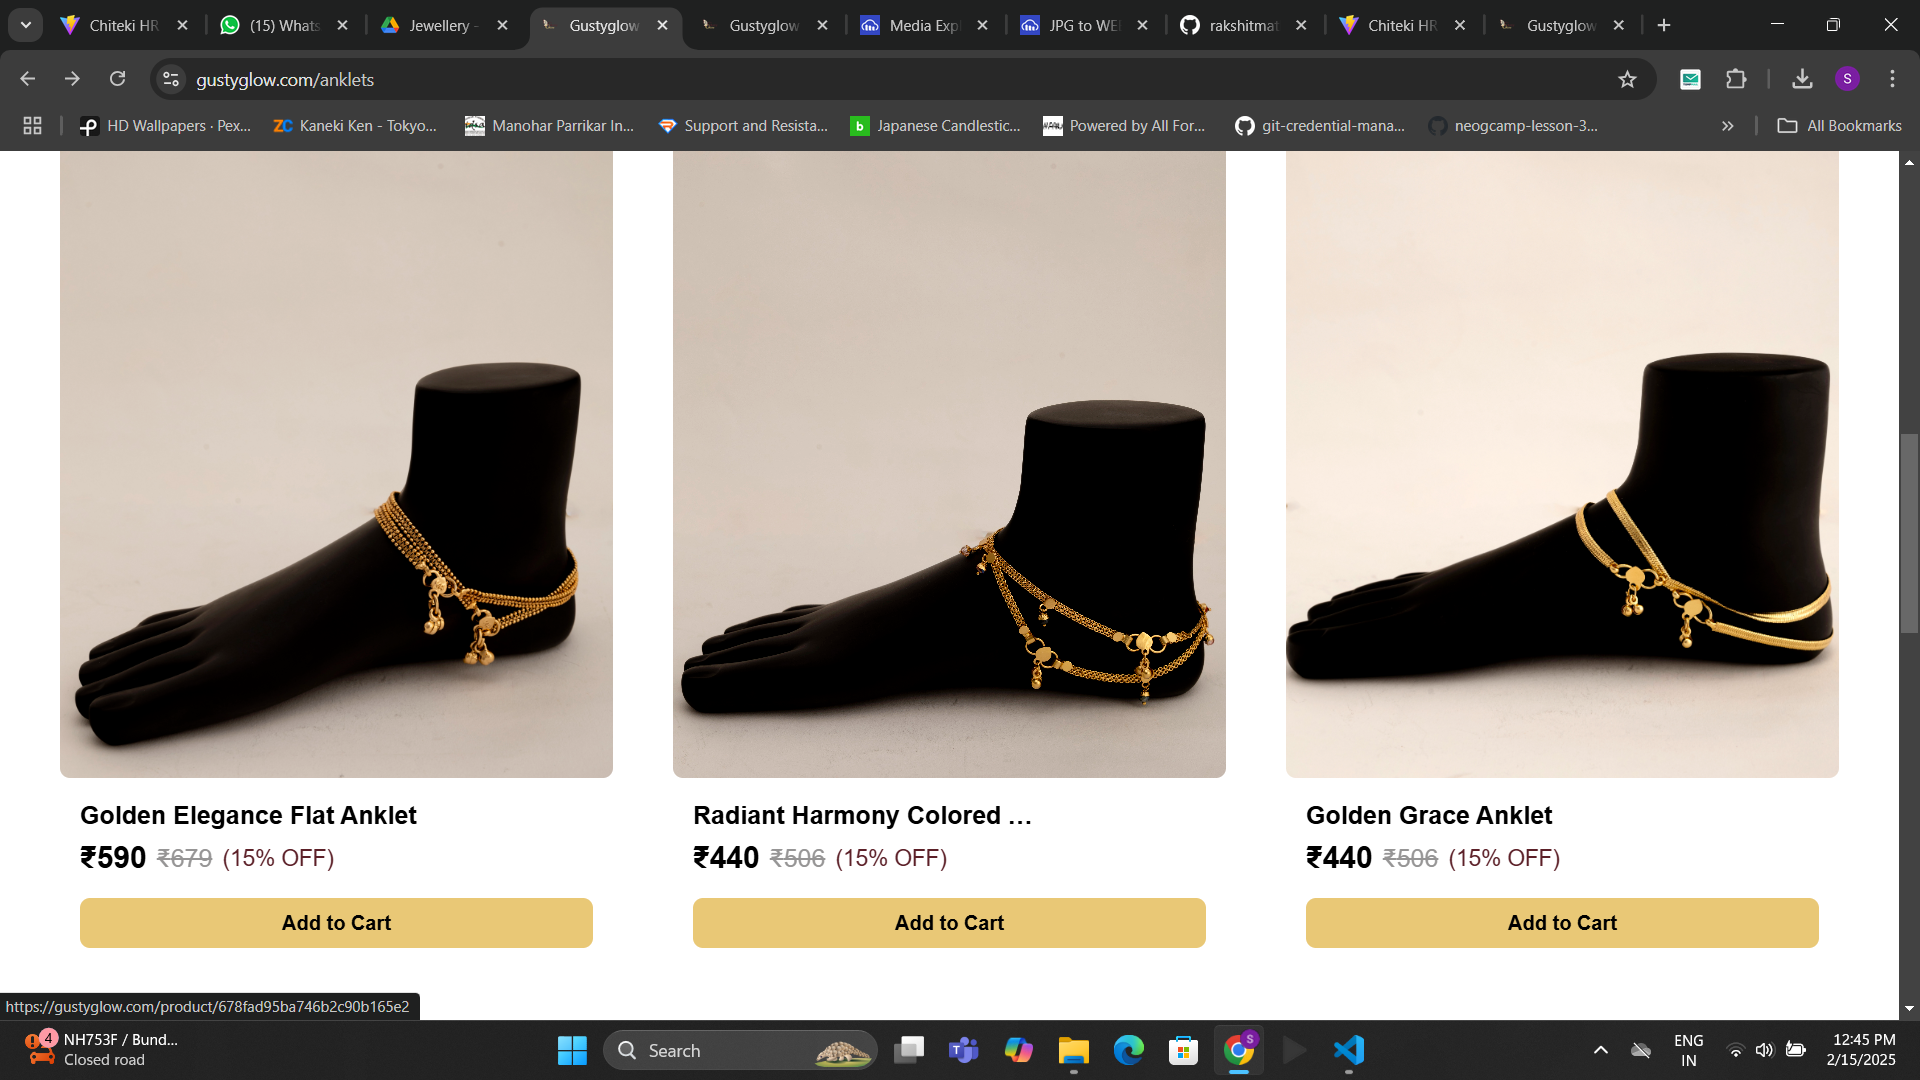 Chiteki HR
(15) Whats
Jewellery -
Gustyglow
Gustyglow
Media Exp
JPG to WE
rakshitmat
Chiteki HR
Gustyglow
gustyglow.com/anklets
S
HD Wallpapers · Pex...
ZC
Kaneki Ken - Tokyo...
Manohar Parrikar In...
Support and Resista...
b
Japanese Candlestic...
Powered by All For...
git-credential-mana...
neogcamp-lesson-3...
All Bookmarks
Golden Elegance Flat Anklet
₹590 ₹679 (15% OFF)
Add to Cart
Radiant Harmony Colored ...
₹440 ₹506 (15% OFF)
Add to Cart
Golden Grace Anklet
₹440 ₹506 (15% OFF)
Add to Cart
https://gustyglow.com/product/678fad95ba746b2c90b165e2
4
NH753F / Bund...
Closed road
Search
S
ENG
IN
12:45 PM
2/15/2025